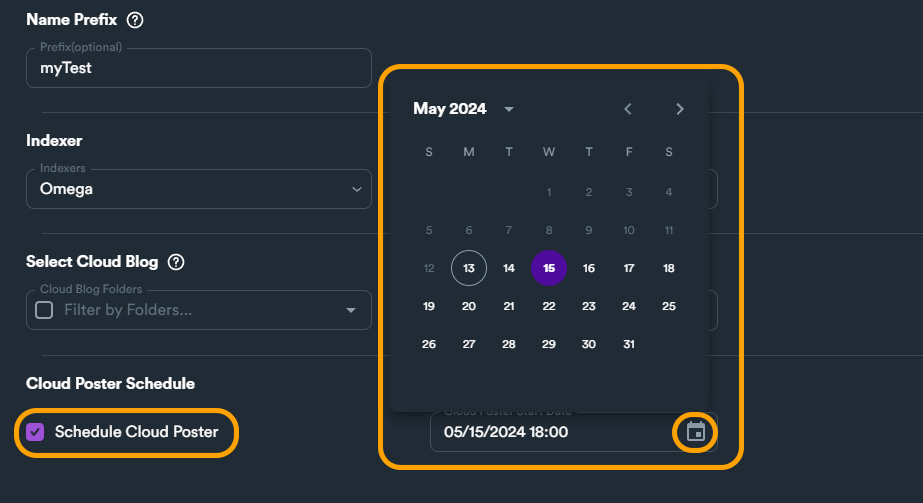 Name Prefix
Prefix(optional)
myTest
Indexer
Indexers
Omega
Select Cloud Blog
Cloud Blog Folders
Filter by Folders...
Cloud Poster Schedule
Schedule Cloud Poster
May 2024
S M T W T F S
1 2 3 4
5 6 7 8 9 10 11
12 13 14 15 16 17 18
19 20 21 22 23 24 25
26 27 28 29 30 31
Cloud Poster Start Date
05/15/2024 18:00